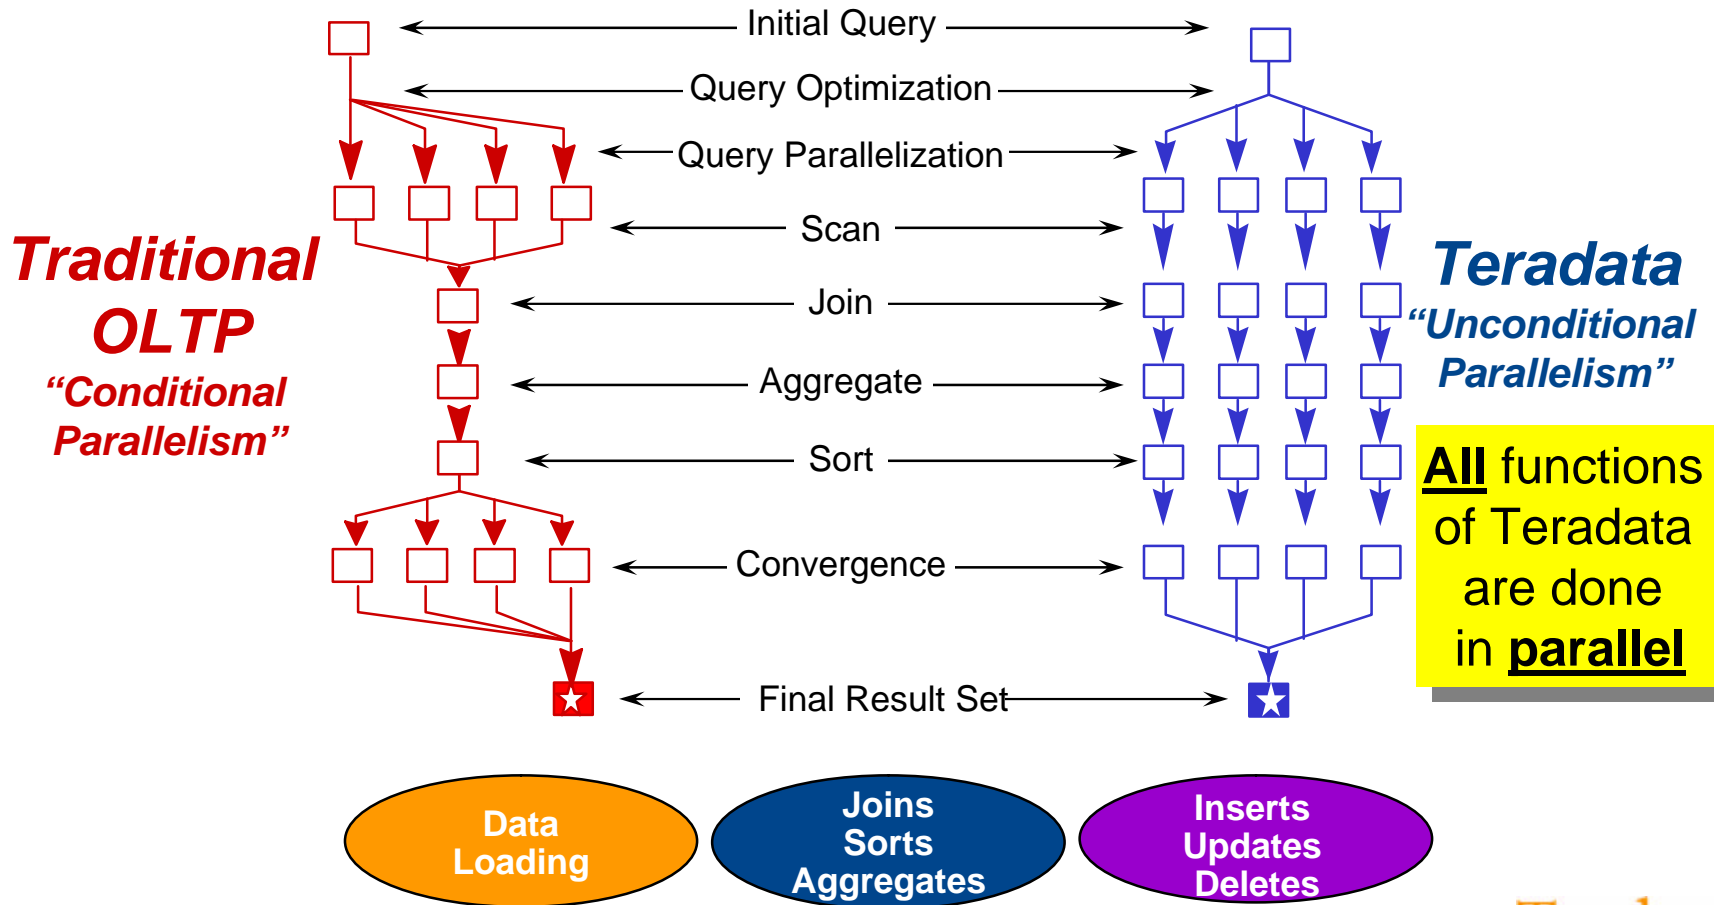 Initial Query
Query Optimization
Query Parallelization
Scan
Join
Aggregate
Sort
Convergence
Final Result Set
Traditional
OLTP
“Conditional
Parallelism”
Teradata
“Unconditional
Parallelism”
All functions
of Teradata
are done
in parallel
Data
Loading
Joins
Sorts
Aggregates
Inserts
Updates
Deletes